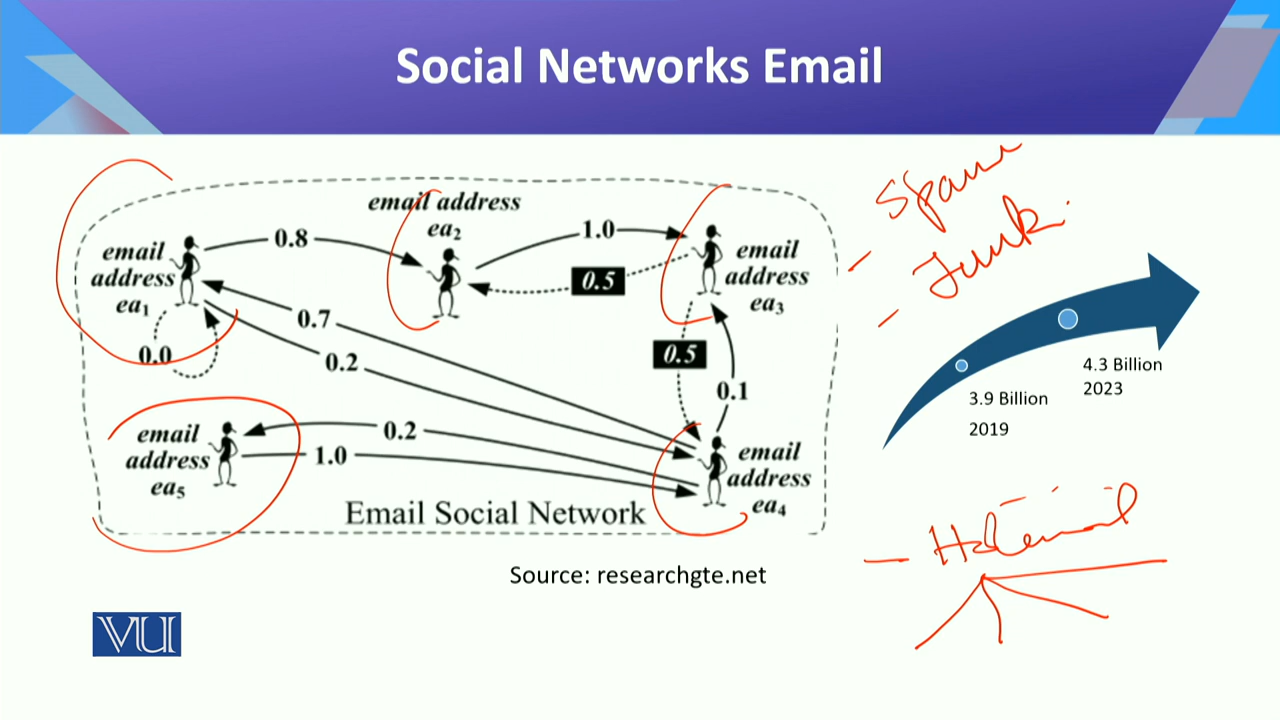 Social Networks Email
email address
ea2
email
address
ea1
0.8
1.0
0.5
email
address
ea3
0.0
0.7
0.2
0.5
0.1
email
address
ea5
0.2
1.0
email
address
ea4
Email Social Network
Source: researchgte.net
- Spam
- Junk
4.3 Billion
2023
3.9 Billion
2019
VU